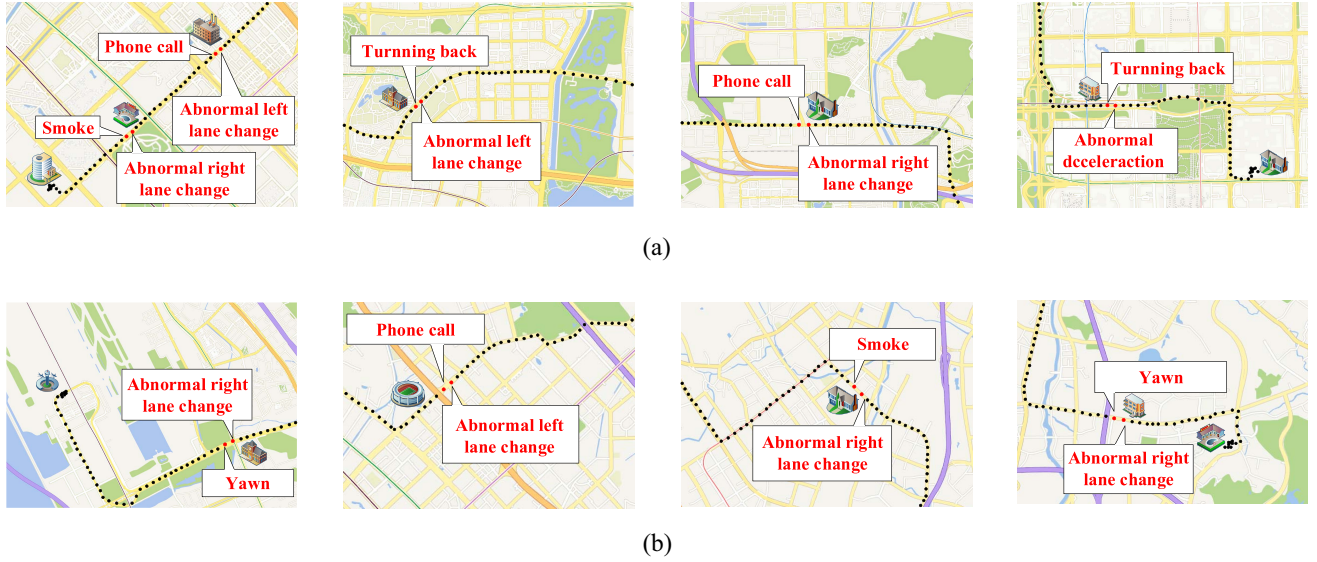 Phone call
Abnormal left
lane change
Smoke
Abnormal right
lane change
Turnning back
Abnormal left
lane change
Phone call
Abnormal right
lane change
Turnning back
Abnormal
dcceleraction
(a)
Abnormal right
lane change
Yawn
Phone call
Abnormal left
lane change
Smoke
Abnormal right
lane change
Yawn
Abnormal right
lane change
(b)